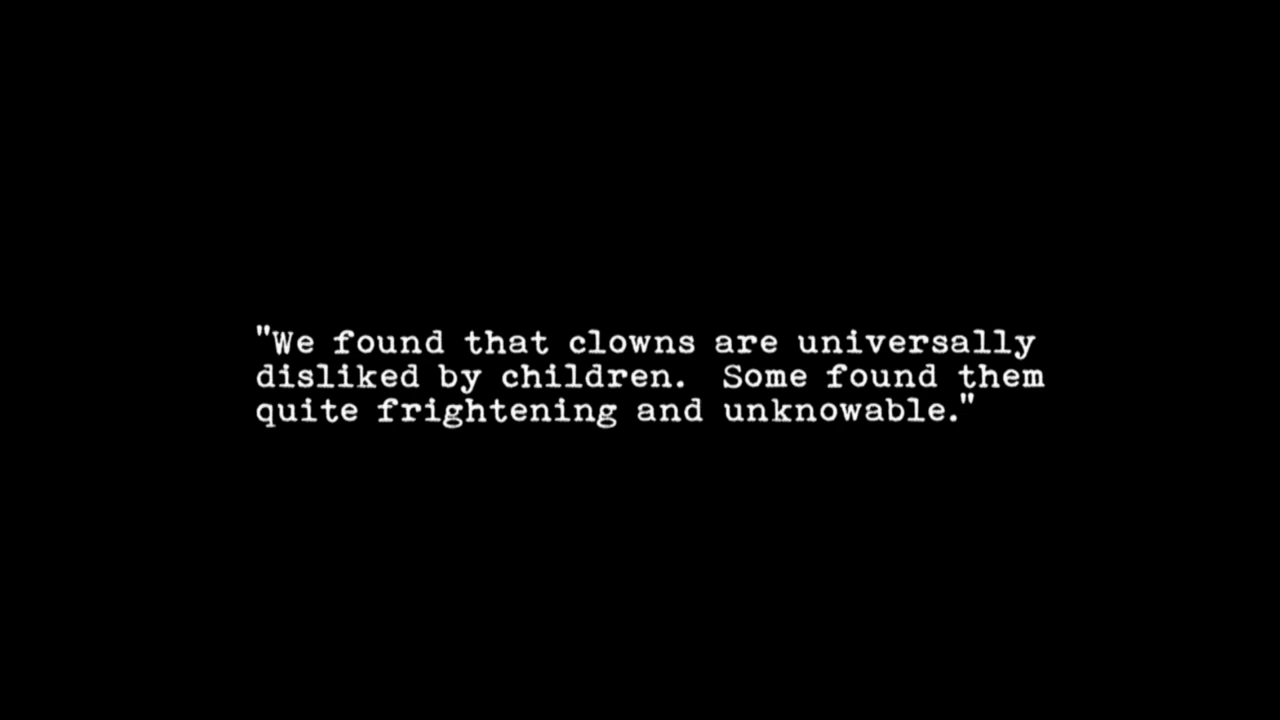 "We found that clowns are universally
disliked by children.  Some found them
quite frightening and unknowable."